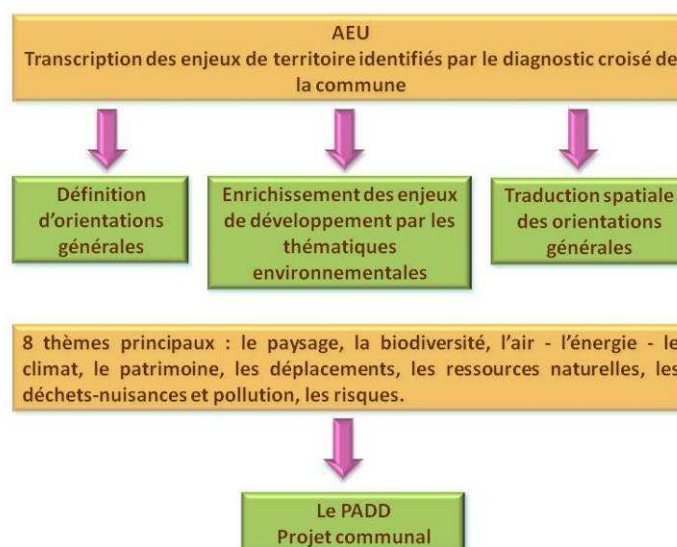 AEU
Transcription des enjeux de territoire identifiés par le diagnostic croisé de
la commune
Définition
d'orientations
générales
Enrichissement des enjeux
de développement par les
thématiques
environnementales
Traduction spatiale
des orientations
générales
8 thèmes principaux : le paysage, la biodiversité, l'air - l'énergie - le
climat, le patrimoine, les déplacements, les ressources naturelles, les
déchets-nuisances et pollution, les risques.
Le PADD
Projet communal